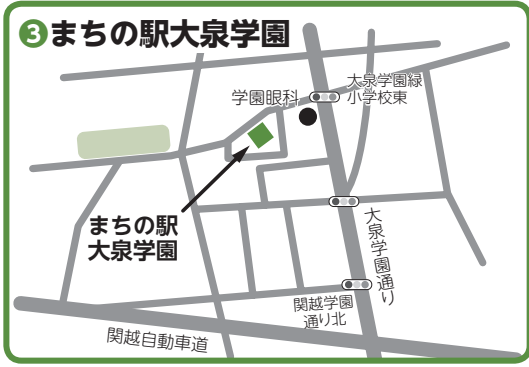 ❸まちの駅大泉学園
学園眼科
大泉学園緑
小学校東
まちの駅
大泉学園
大泉学園通り
関越学園
通り北
関越自動車道